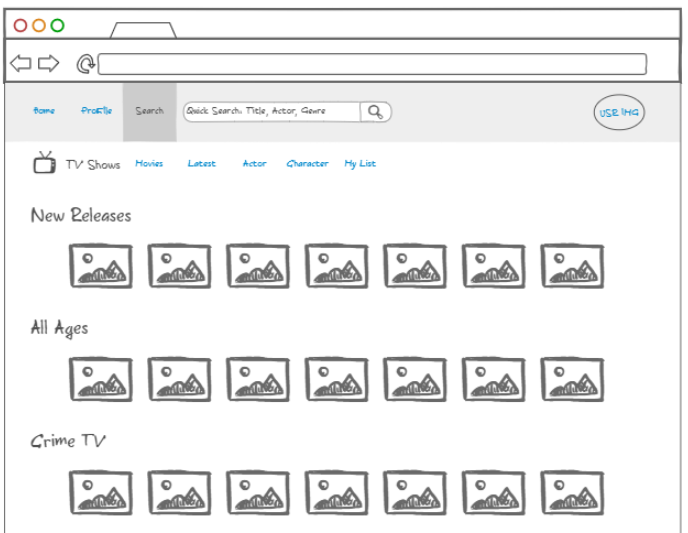 Home Profile Search Quick Search: Title, Actor, Genre USR IMG
TV Shows Movies Latest Actor Character My List
New Releases
All Ages
Crime TV